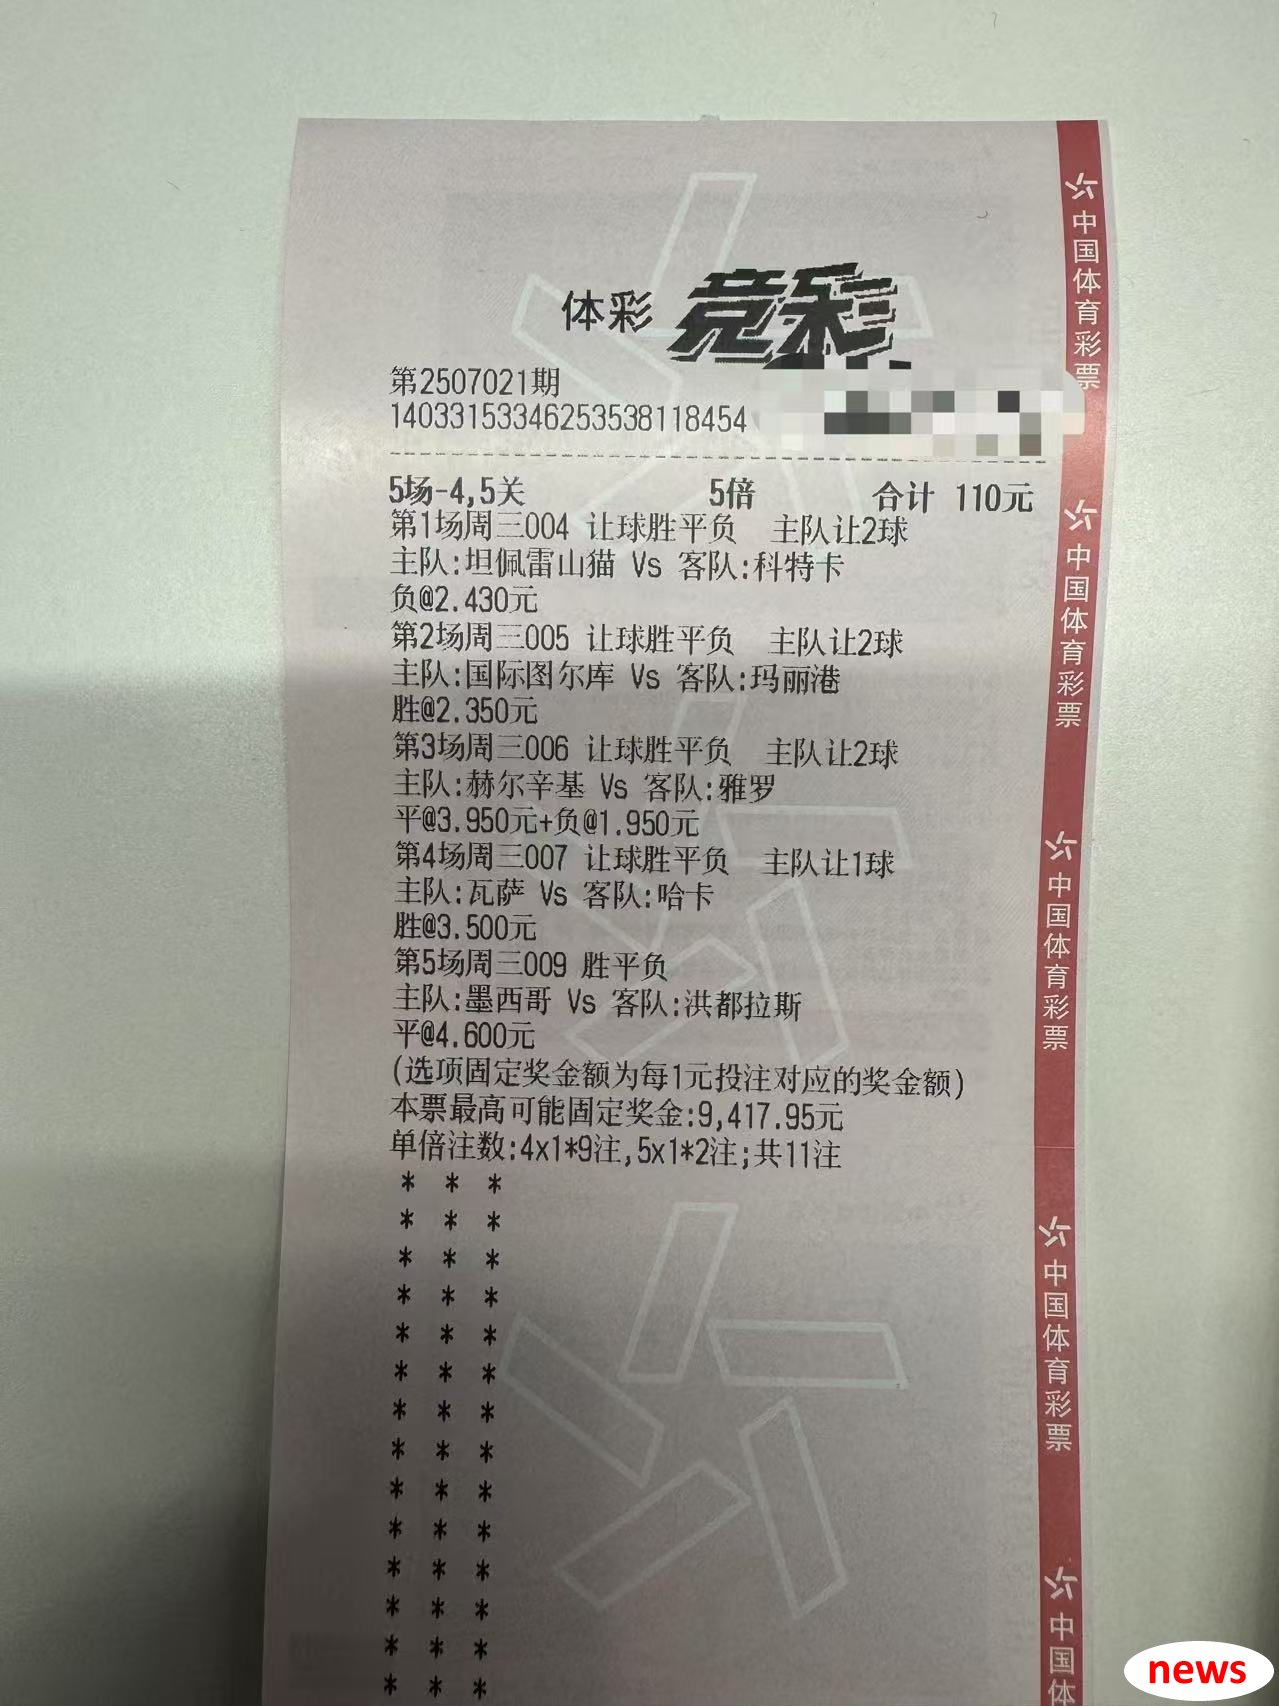 体彩 竞彩
第2507021期
140331533462535381 18454
5场-4,5关 5倍 合计 110元
第1场周三004 让球胜平负 主队让2球
主队:坦佩雷山猫 Vs 客队:科特卡
负@2.430元
第2场周三005 让球胜平负 主队让2球
主队:国际图尔库 Vs 客队:玛丽港
胜@2.350元
第3场周三006 让球胜平负 主队让2球
主队:赫尔辛基 Vs 客队:雅罗
平@3.950元+负@1.950元
第4场周三007 让球胜平负 主队让1球
主队:瓦萨 Vs 客队:哈卡
胜@3.500元
第5场周三009 胜平负
主队:墨西哥 Vs 客队:洪都拉斯
平@4.600元
(选项固定奖金额为每1元投注对应的奖金额)
本票最高可能固定奖金:9,417.95元
单倍注数:4x1*9注,5x1*2注;共11注
* * *
* * *
* * *
* * *
* * *
* * *
* * *
* * *
* * *
* * *
* * *
* * *
* * *
* * *
中国体育彩票
中国体育彩票
中国体育彩票
中国体育彩票
中国体
news